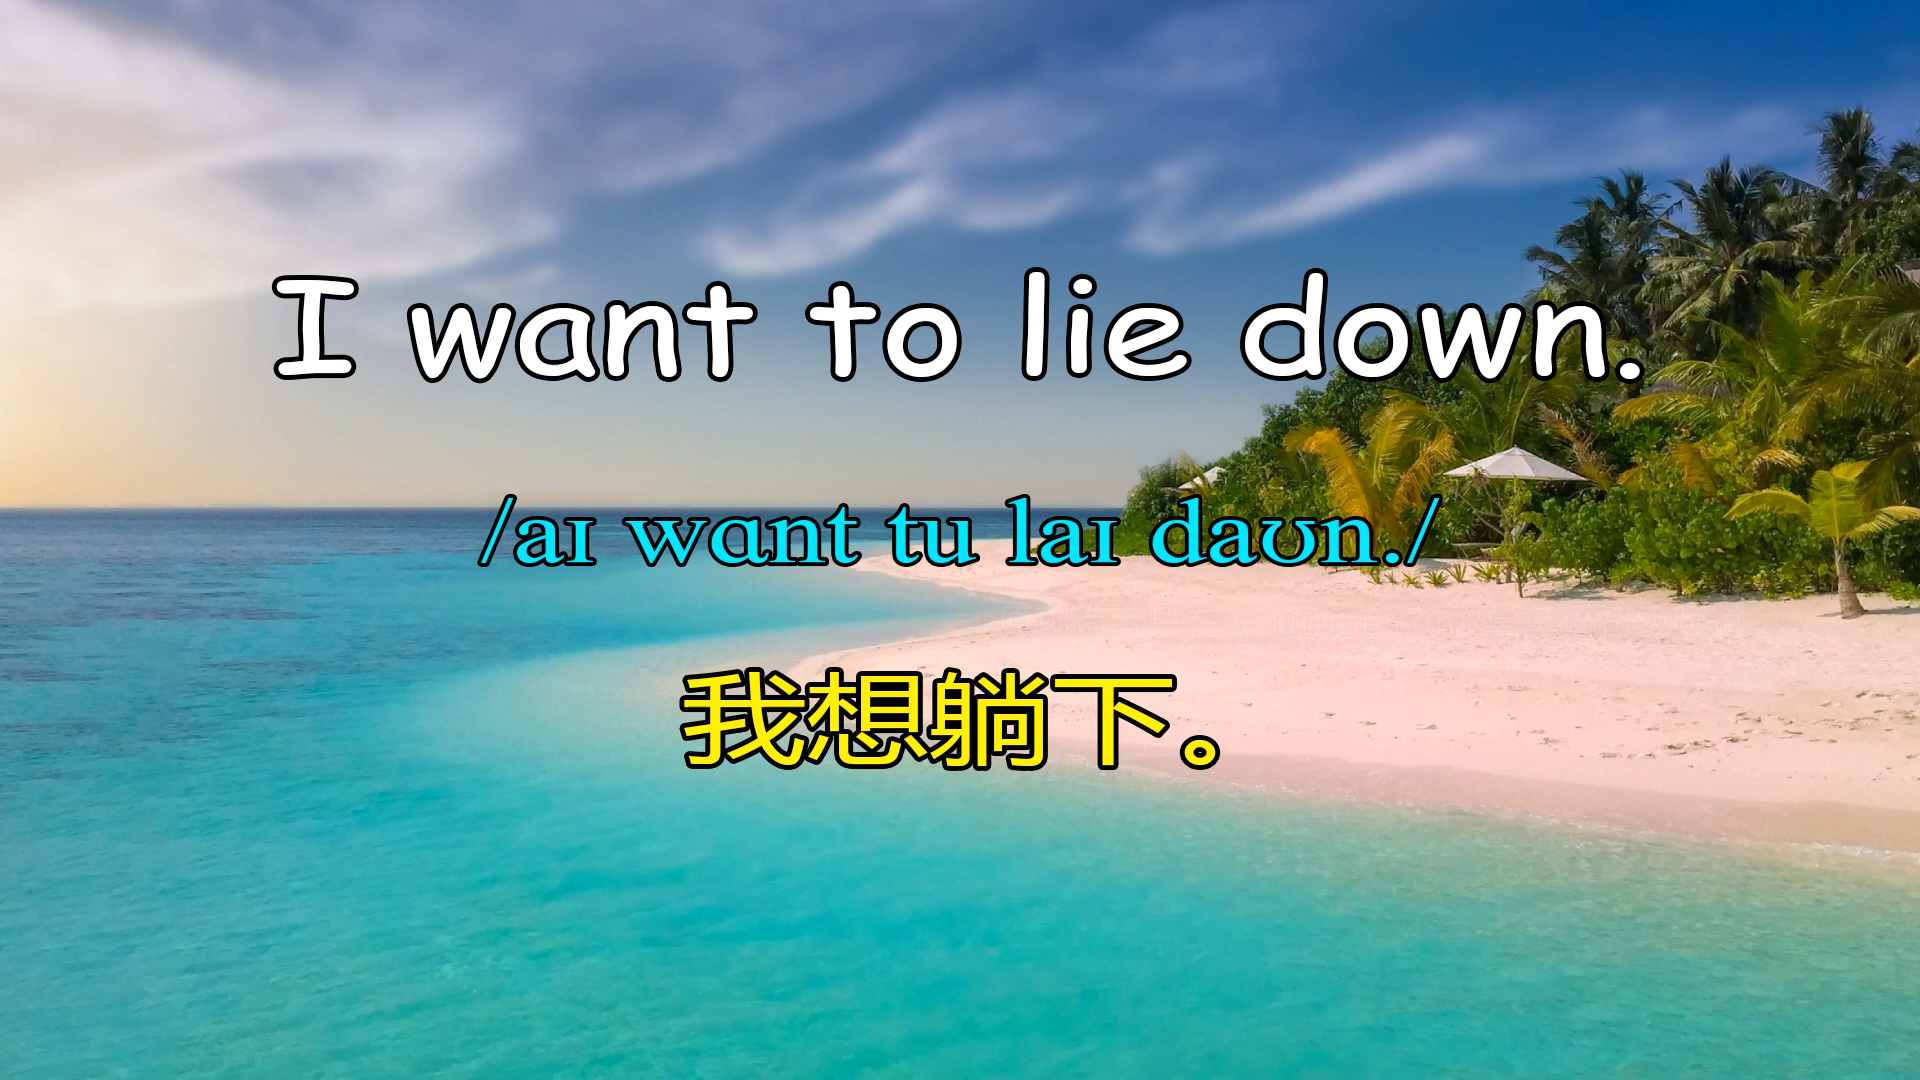 I want to lie down.
/aɪ wɑnt tu laɪ daʊn./
我想躺下。